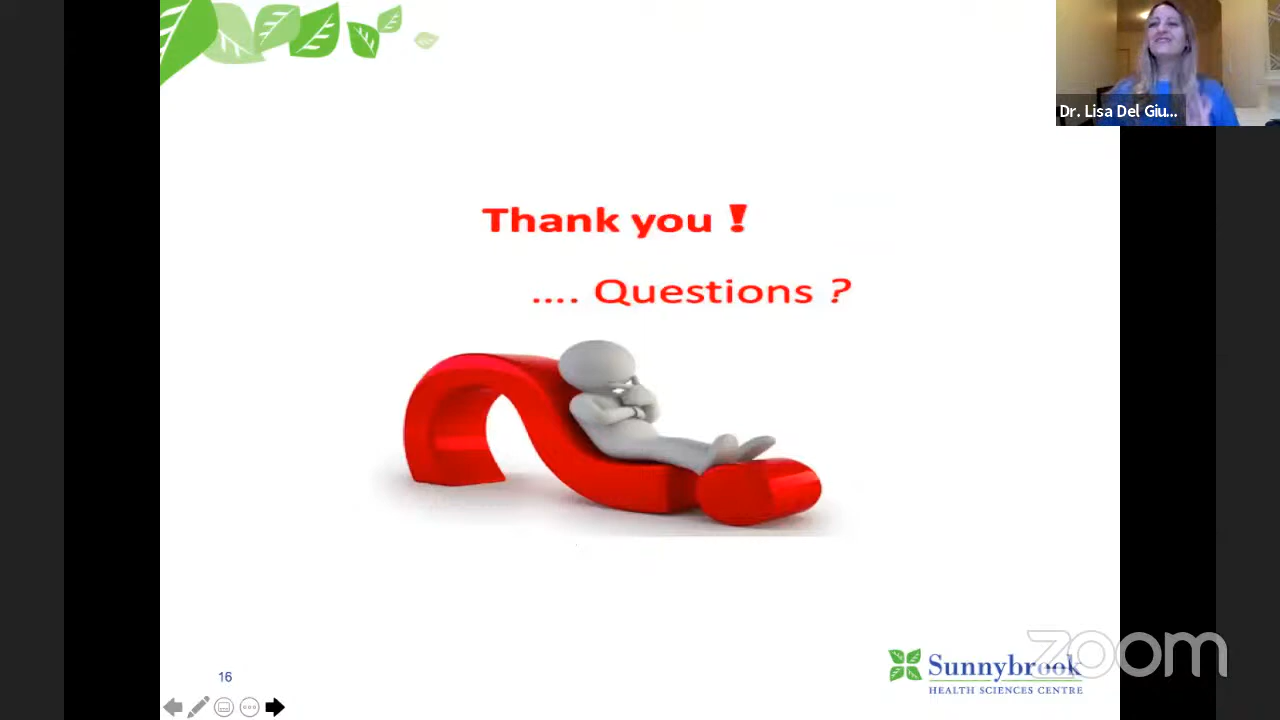 Dr. Lisa Del Giu...
Thank you !
.... Questions ?
16
Sunnybrook
HEALTH SCIENCES CENTRE
zoom